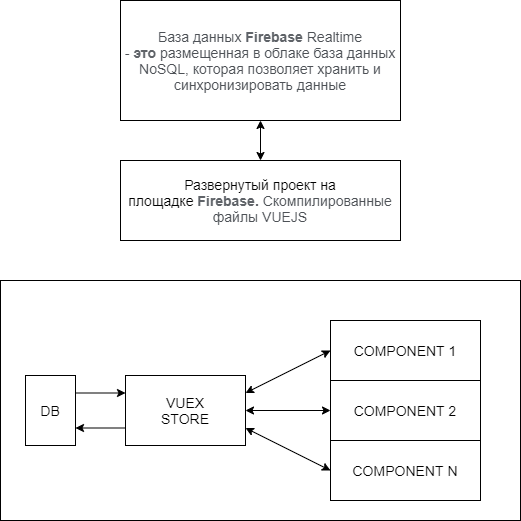 База данных Firebase Realtime
- это размещенная в облаке база данных
NoSQL, которая позволяет хранить и
синхронизировать данные
Развернутый проект на
площадке Firebase. Скомпилированные
файлы VUEJS
DB
VUEX
STORE
COMPONENT 1
COMPONENT 2
COMPONENT N